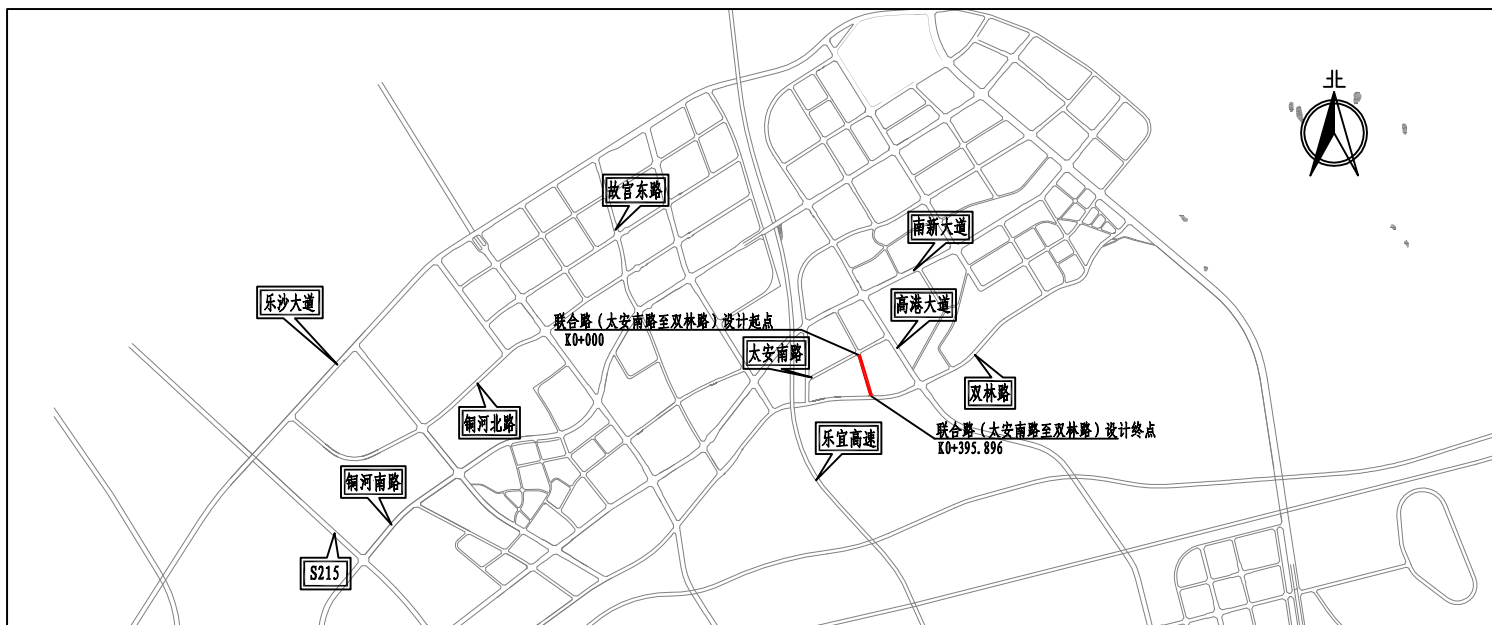 北
故宫东路
南新大道
乐沙大道
高港大道
联合路（太安南路至双林路）设计起点
K0+000
太安南路
双林路
铜河北路
联合路（太安南路至双林路）设计终点
K0+395.896
乐宜高速
铜河南路
S215